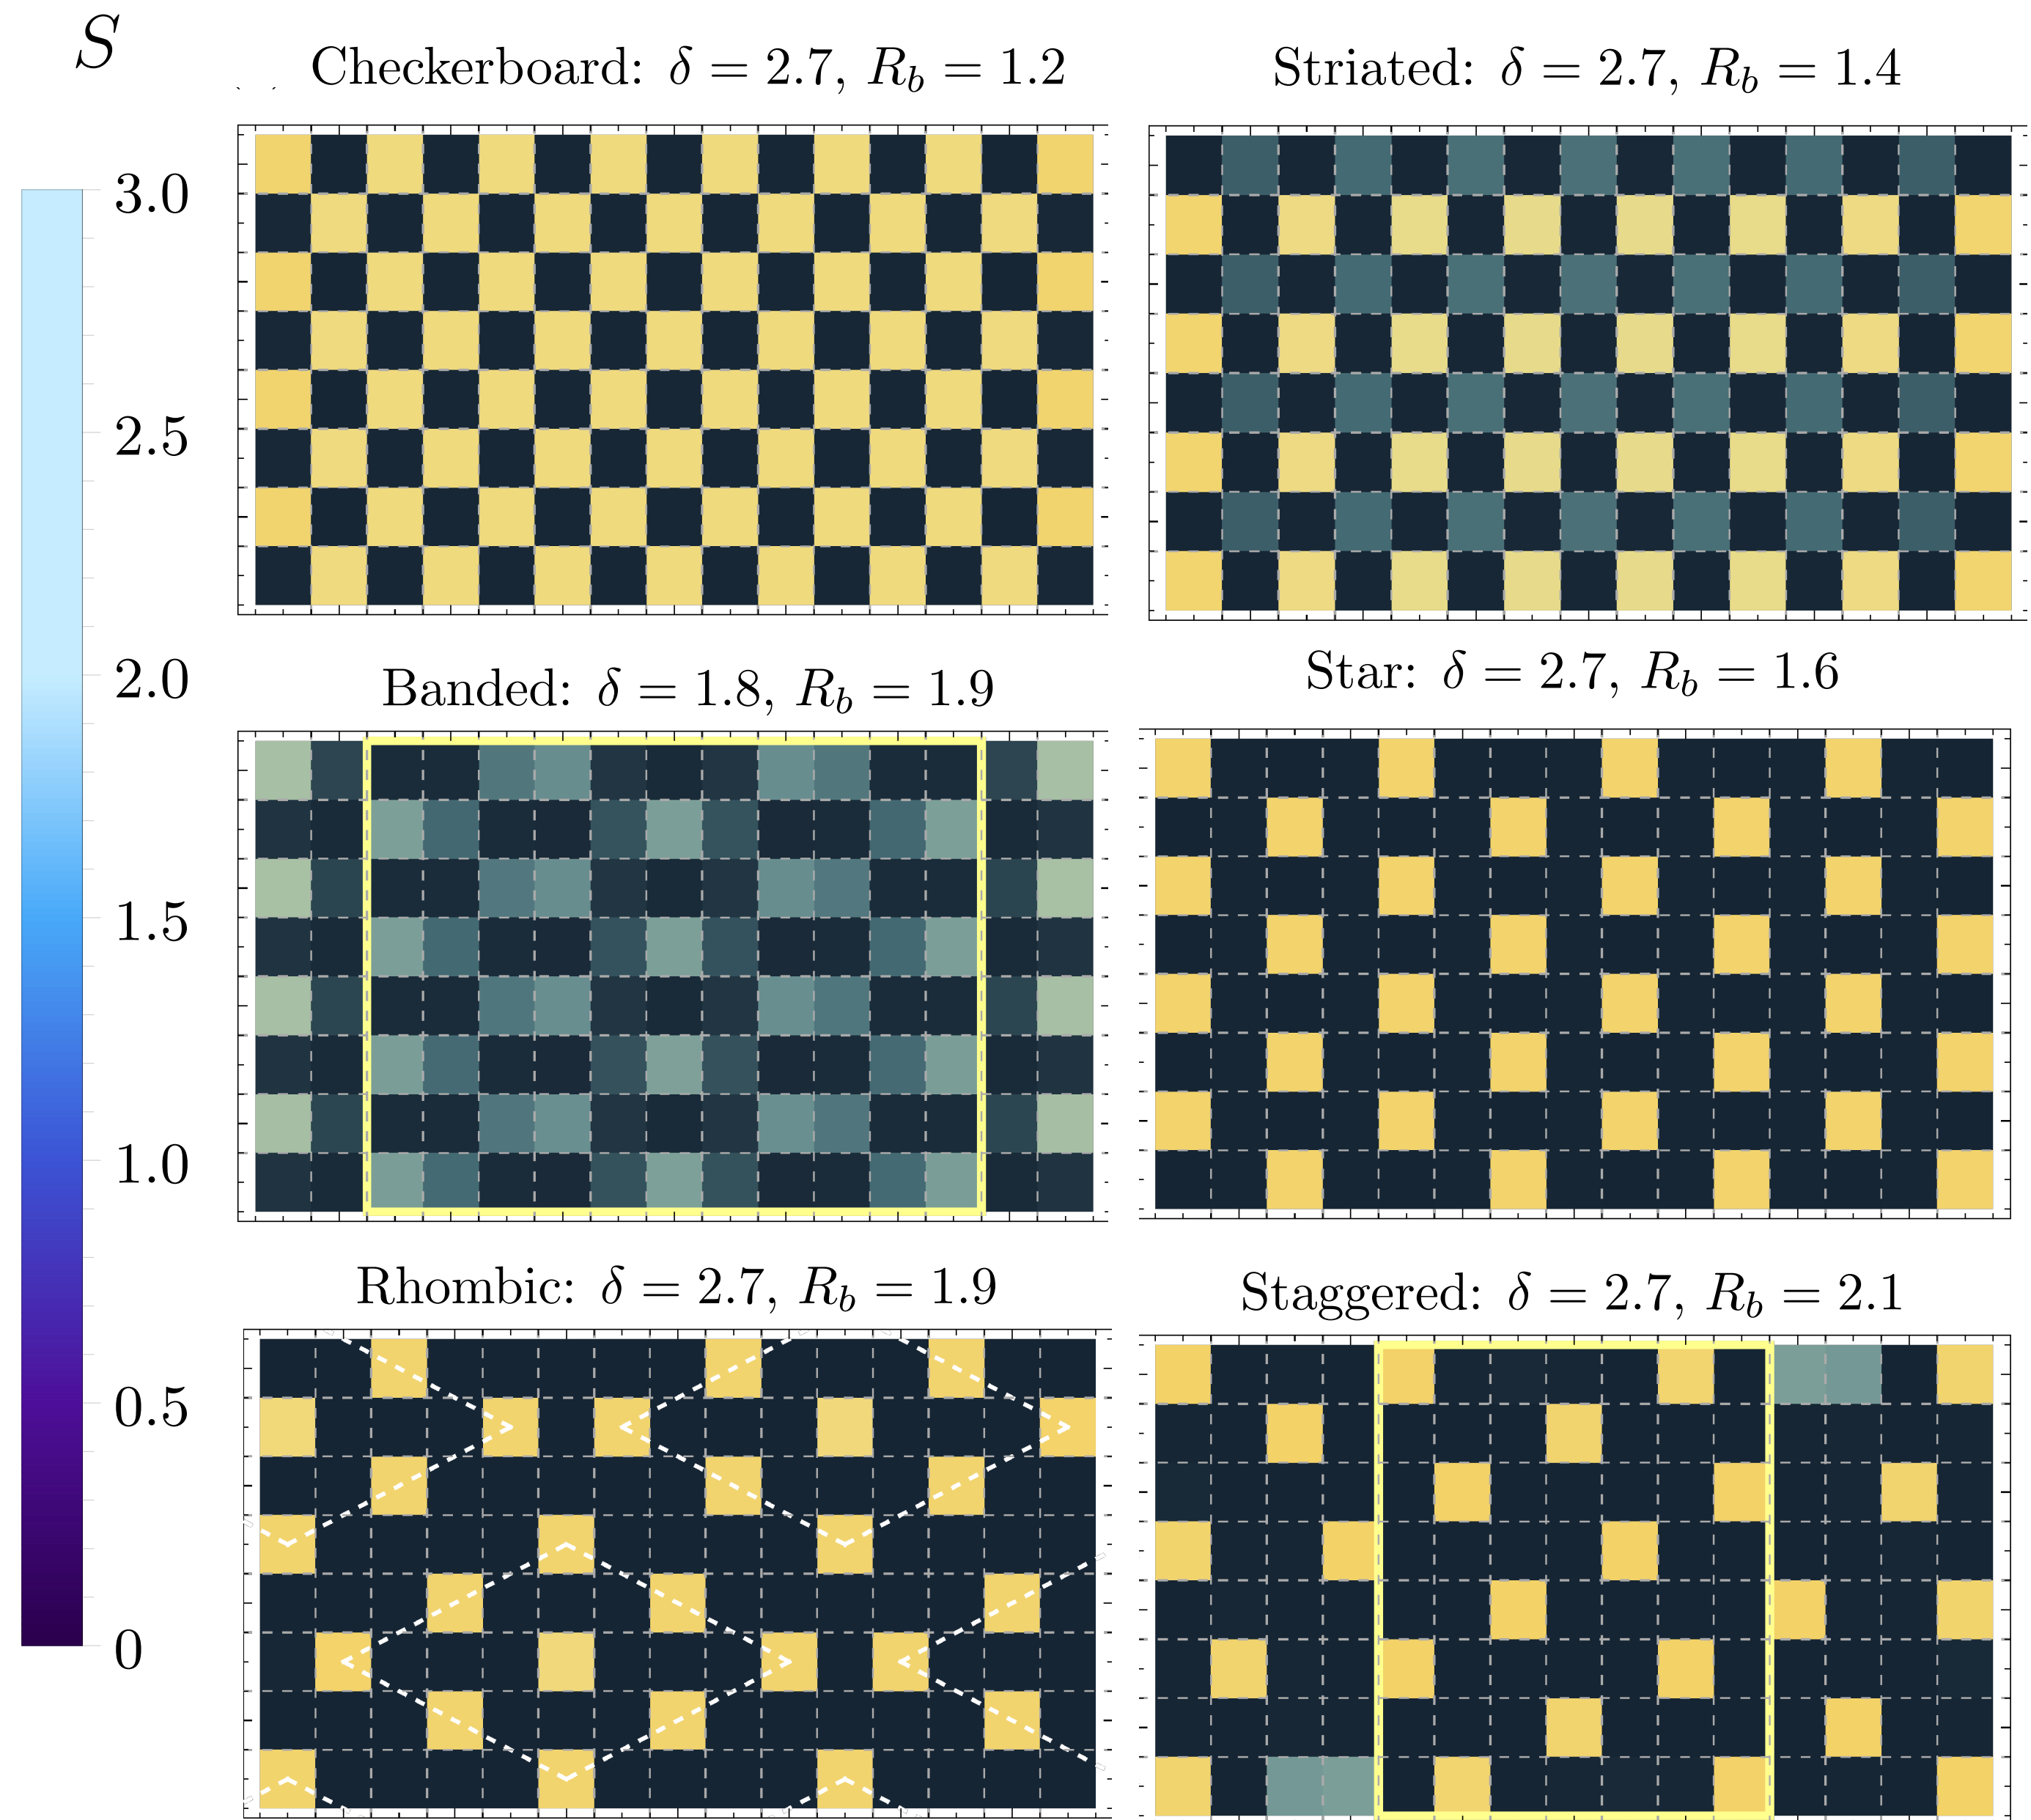 S
Checkerboard: δ = 2.7, R_b = 1.2
Striated: δ = 2.7, R_b = 1.4
3.0
2.5
2.0
1.5
1.0
0.5
0
Banded: δ = 1.8, R_b = 1.9
Star: δ = 2.7, R_b = 1.6
Rhombic: δ = 2.7, R_b = 1.9
Staggered: δ = 2.7, R_b = 2.1